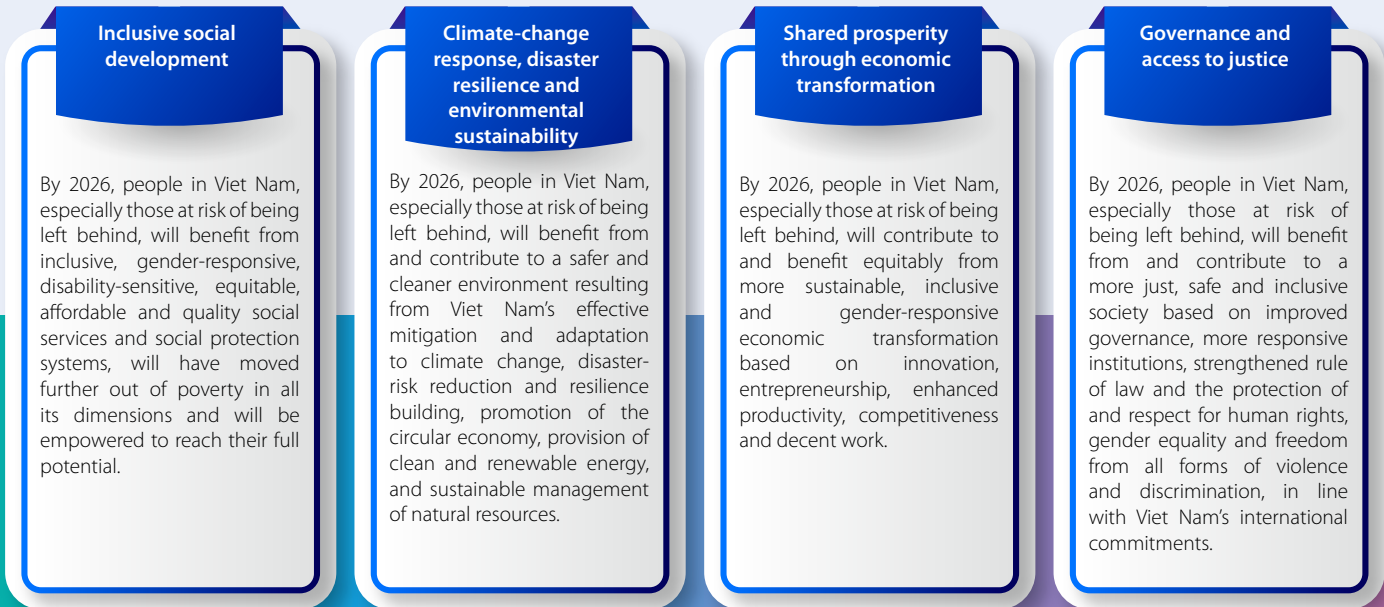 Inclusive social
development
By 2026, people in Viet Nam,
especially those at risk of being
left behind, will benefit from
inclusive, gender-responsive,
disability-sensitive, equitable,
affordable and quality social
services and social protection
systems, will have moved
further out of poverty in all
its dimensions and will be
empowered to reach their full
potential.
Climate-change
response, disaster
resilience and
environmental
sustainability
By 2026, people in Viet Nam,
especially those at risk of being
left behind, will benefit from
and contribute to a safer and
cleaner environment resulting
from Viet Nam’s effective
mitigation and adaptation
to climate change, disaster-
risk reduction and resilience
building, promotion of the
circular economy, provision of
clean and renewable energy,
and sustainable management
of natural resources.
Shared prosperity
through economic
transformation
By 2026, people in Viet Nam,
especially those at risk of being
left behind, will contribute to
and benefit equitably from
more sustainable, inclusive
and gender-responsive
economic transformation
based on innovation,
entrepreneurship, enhanced
productivity, competitiveness
and decent work.
Governance and
access to justice
By 2026, people in Viet Nam,
especially those at risk of
being left behind, will benefit
from and contribute to a
more just, safe and inclusive
society based on improved
governance, more responsive
institutions, strengthened rule
of law and the protection of
and respect for human rights,
gender equality and freedom
from all forms of violence
and discrimination, in line
with Viet Nam’s international
commitments.